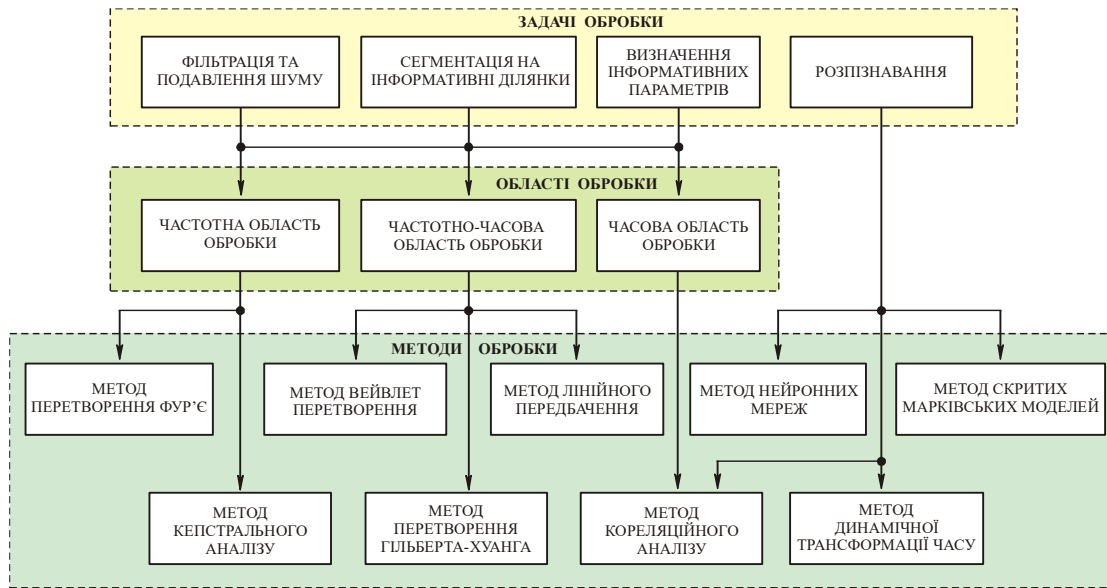 ЗАДАЧІ ОБРОБКИ
ФІЛЬТРАЦІЯ ТА
ПОДАВЛЕННЯ ШУМУ
СЕГМЕНТАЦІЯ НА
ІНФОРМАТИВНІ ДІЛЯНКИ
ВИЗНАЧЕННЯ
ІНФОРМАТИВНИХ
ПАРАМЕТРІВ
РОЗПІЗНАВАННЯ
ОБЛАСТІ ОБРОБКИ
ЧАСТОТНА ОБЛАСТЬ
ОБРОБКИ
ЧАСТОТНО-ЧАСОВА
ОБЛАСТЬ ОБРОБКИ
ЧАСОВА ОБЛАСТЬ
ОБРОБКИ
МЕТОДИ ОБРОБКИ
МЕТОД
ПЕРЕТВОРЕННЯ ФУР’Є
МЕТОД ВЕЙВЛЕТ
ПЕРЕТВОРЕННЯ
МЕТОД ЛІНІЙНОГО
ПЕРЕДБАЧЕННЯ
МЕТОД НЕЙРОННИХ
МЕРЕЖ
МЕТОД СКРИТИХ
МАРКІВСЬКИХ МОДЕЛЕЙ
МЕТОД
КЕПСТРАЛЬНОГО
АНАЛІЗУ
МЕТОД
ПЕРЕТВОРЕННЯ
ГІЛЬБЕРТА-ХУАНГА
МЕТОД
КОРЕЛЯЦІЙНОГО
АНАЛІЗУ
МЕТОД
ДИНАМІЧНОЇ
ТРАНСФОРМАЦІЇ ЧАСУ